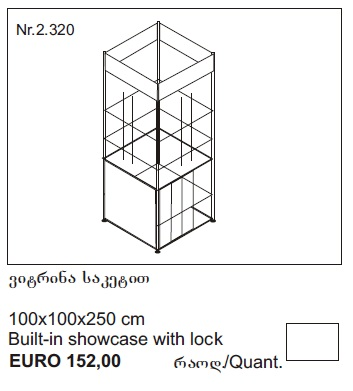 Nr.2.320
ვიტრინა საკეტით
100x100x250 cm
Built-in showcase with lock
EURO 152,00
რაოდ./Quant.